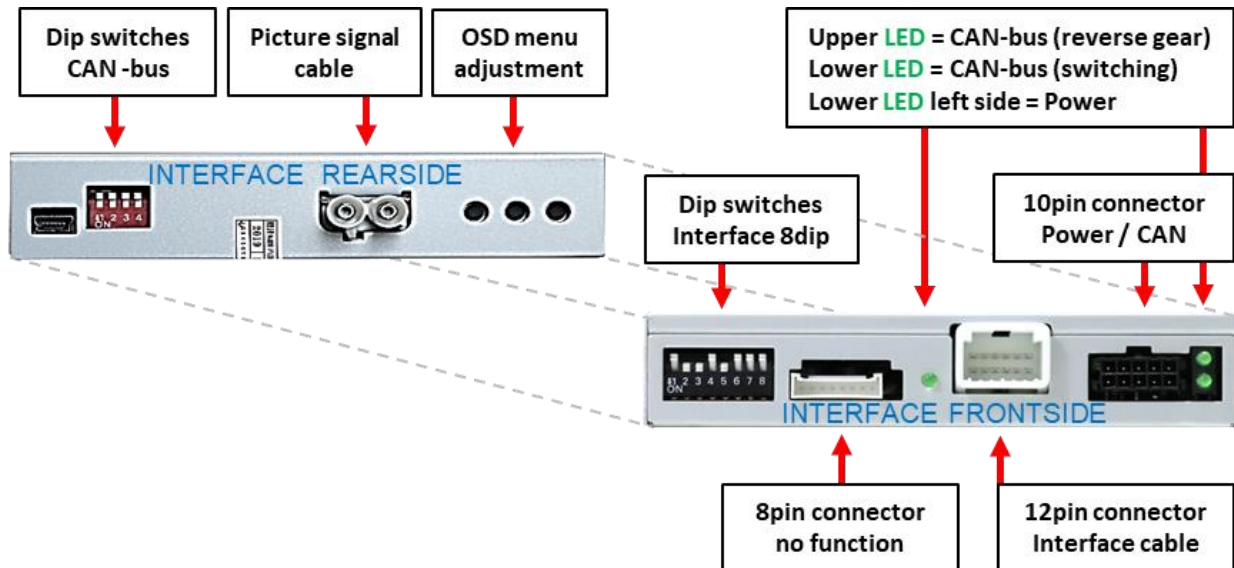 Dip switches
CAN -bus
Picture signal
cable
OSD menu
adjustment
Upper LED = CAN-bus (reverse gear)
Lower LED = CAN-bus (switching)
Lower LED left side = Power
INTERFACE REARSIDE
1 2 3 4
ON
2019
Dip switches
Interface 8dip
10pin connector
Power / CAN
1 2 3 4 5 6 7 8
ON
INTERFACE FRONTSIDE
8pin connector
no function
12pin connector
Interface cable